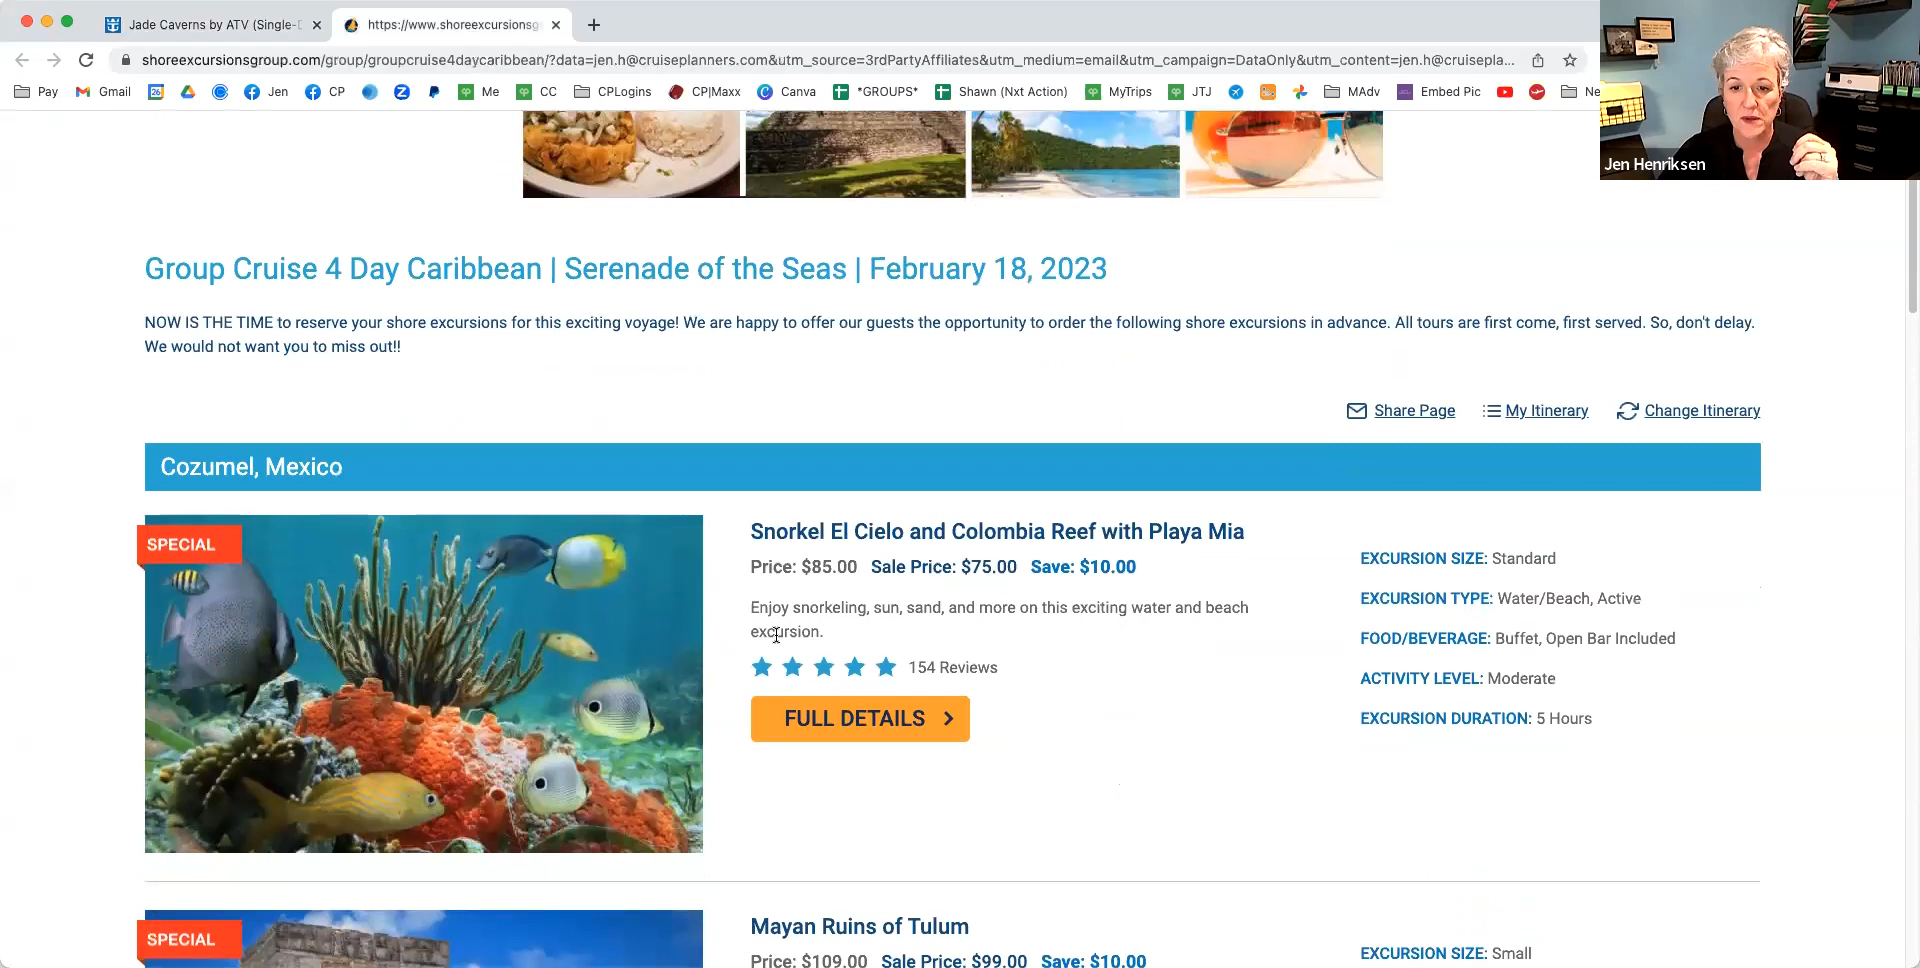 Jade Caverns by ATV (Single-D
https://www.shoreexcursionsg
shoreexcursionsgroup.com/group/groupcruise4daycaribbean/?data=jen.h@cruiseplanners.com&utm_source=3rdPartyAffiliates&utm_medium=email&utm_campaign=DataOnly&utm_content=jen.h@cruisepla...
Pay Gmail 26 Jen CP Me CC CPLogins CP|Maxx Canva *GROUPS* Shawn (Nxt Action) MyTrips JTJ MAdv Embed Pic Ne
Jen Henriksen
Group Cruise 4 Day Caribbean | Serenade of the Seas | February 18, 2023
NOW IS THE TIME to reserve your shore excursions for this exciting voyage! We are happy to offer our guests the opportunity to order the following shore excursions in advance. All tours are first come, first served. So, don't delay.
We would not want you to miss out!!
Share Page My Itinerary Change Itinerary
Cozumel, Mexico
SPECIAL
Snorkel El Cielo and Colombia Reef with Playa Mia
Price: $85.00 Sale Price: $75.00 Save: $10.00
Enjoy snorkeling, sun, sand, and more on this exciting water and beach
excursion.
154 Reviews
FULL DETAILS
EXCURSION SIZE: Standard
EXCURSION TYPE: Water/Beach, Active
FOOD/BEVERAGE: Buffet, Open Bar Included
ACTIVITY LEVEL: Moderate
EXCURSION DURATION: 5 Hours
SPECIAL
Mayan Ruins of Tulum
Price: $109.00 Sale Price: $99.00 Save: $10.00
EXCURSION SIZE: Small